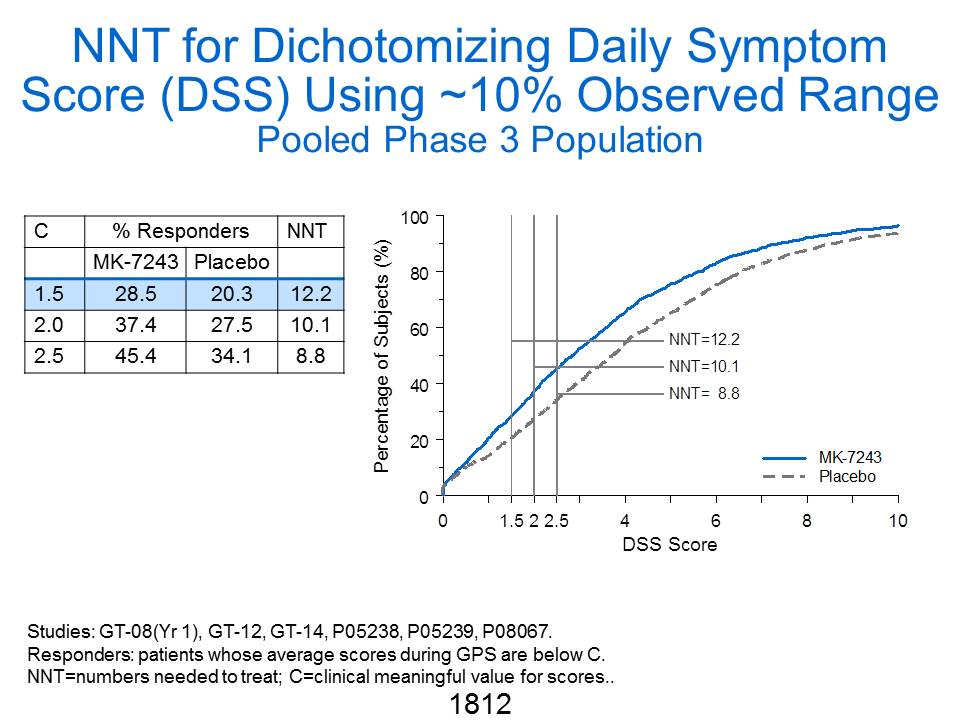 NNT for Dichotomizing Daily Symptom
Score (DSS) Using ~10% Observed Range
Pooled Phase 3 Population
C % Responders NNT
MK-7243 Placebo
1.5 28.5 20.3 12.2
2.0 37.4 27.5 10.1
2.5 45.4 34.1 8.8
Percentage of Subjects (%)
100
80
60
40
20
0
NNT=12.2
NNT=10.1
NNT= 8.8
MK-7243
Placebo
0 1.5 2 2.5 4 6 8 10
DSS Score
Studies: GT-08(Yr 1), GT-12, GT-14, P05238, P05239, P08067.
Responders: patients whose average scores during GPS are below C.
NNT=numbers needed to treat; C=clinical meaningful value for scores..
1812